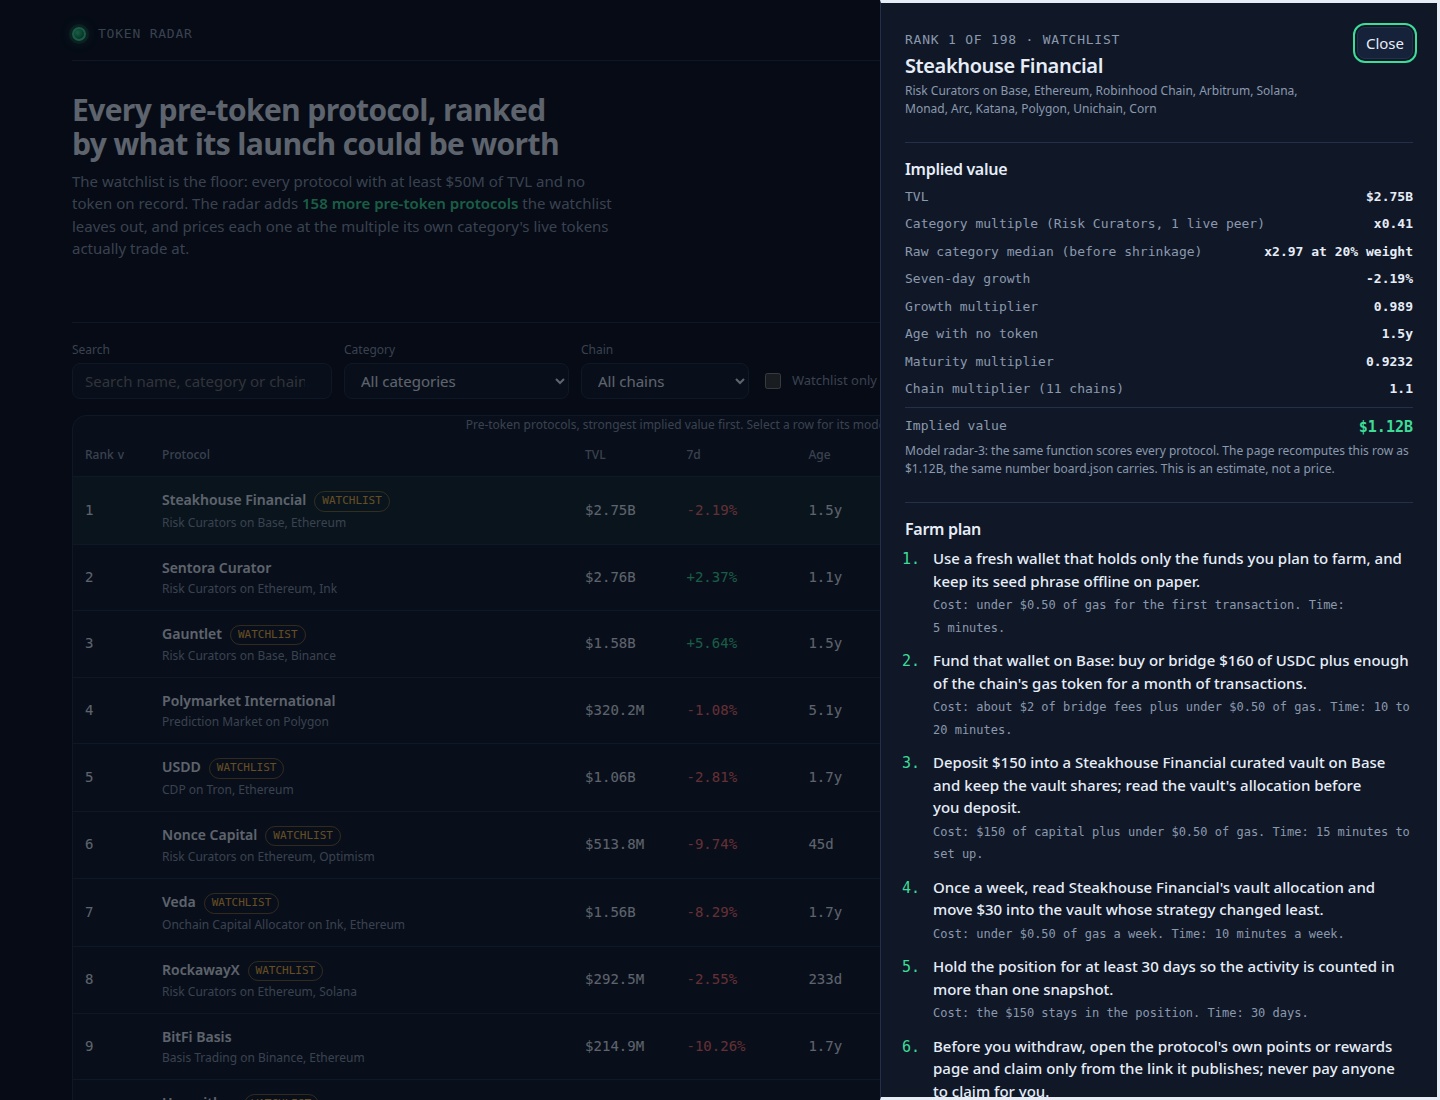 TOKEN RADAR
Every pre-token protocol, ranked
by what its launch could be worth
The watchlist is the floor: every protocol with at least $50M of TVL and no
token on record. The radar adds 158 more pre-token protocols the watchlist
leaves out, and prices each one at the multiple its own category's live tokens
actually trade at.
Search
Category
Chain
Search name, category or chain
All categories
All chains
Watchlist only
Pre-token protocols, strongest implied value first. Select a row for its mod
Rank v
Protocol
TVL
7d
Age
1
Steakhouse Financial WATCHLIST
Risk Curators on Base, Ethereum
$2.75B
-2.19%
1.5y
2
Sentora Curator
Risk Curators on Ethereum, Ink
$2.76B
+2.37%
1.1y
3
Gauntlet WATCHLIST
Risk Curators on Base, Binance
$1.58B
+5.64%
1.5y
4
Polymarket International
Prediction Market on Polygon
$320.2M
-1.08%
5.1y
5
USDD WATCHLIST
CDP on Tron, Ethereum
$1.06B
-2.81%
1.7y
6
Nonce Capital WATCHLIST
Risk Curators on Ethereum, Optimism
$513.8M
-9.74%
45d
7
Veda WATCHLIST
Onchain Capital Allocator on Ink, Ethereum
$1.56B
-8.29%
1.7y
8
RockawayX WATCHLIST
Risk Curators on Ethereum, Solana
$292.5M
-2.55%
233d
9
BitFi Basis
Basis Trading on Binance, Ethereum
$214.9M
-10.26%
1.7y
RANK 1 OF 198 · WATCHLIST
Close
Steakhouse Financial
Risk Curators on Base, Ethereum, Robinhood Chain, Arbitrum, Solana,
Monad, Arc, Katana, Polygon, Unichain, Corn
Implied value
TVL $2.75B
Category multiple (Risk Curators, 1 live peer) x0.41
Raw category median (before shrinkage) x2.97 at 20% weight
Seven-day growth -2.19%
Growth multiplier 0.989
Age with no token 1.5y
Maturity multiplier 0.9232
Chain multiplier (11 chains) 1.1
Implied value $1.12B
Model radar-3: the same function scores every protocol. The page recomputes this row as
$1.12B, the same number board.json carries. This is an estimate, not a price.
Farm plan
1. Use a fresh wallet that holds only the funds you plan to farm, and
keep its seed phrase offline on paper.
Cost: under $0.50 of gas for the first transaction. Time:
5 minutes.
2. Fund that wallet on Base: buy or bridge $160 of USDC plus enough
of the chain's gas token for a month of transactions.
Cost: about $2 of bridge fees plus under $0.50 of gas. Time: 10 to
20 minutes.
3. Deposit $150 into a Steakhouse Financial curated vault on Base
and keep the vault shares; read the vault's allocation before
you deposit.
Cost: $150 of capital plus under $0.50 of gas. Time: 15 minutes to
set up.
4. Once a week, read Steakhouse Financial's vault allocation and
move $30 into the vault whose strategy changed least.
Cost: under $0.50 of gas a week. Time: 10 minutes a week.
5. Hold the position for at least 30 days so the activity is counted in
more than one snapshot.
Cost: the $150 stays in the position. Time: 30 days.
6. Before you withdraw, open the protocol's own points or rewards
page and claim only from the link it publishes; never pay anyone
to claim for you.